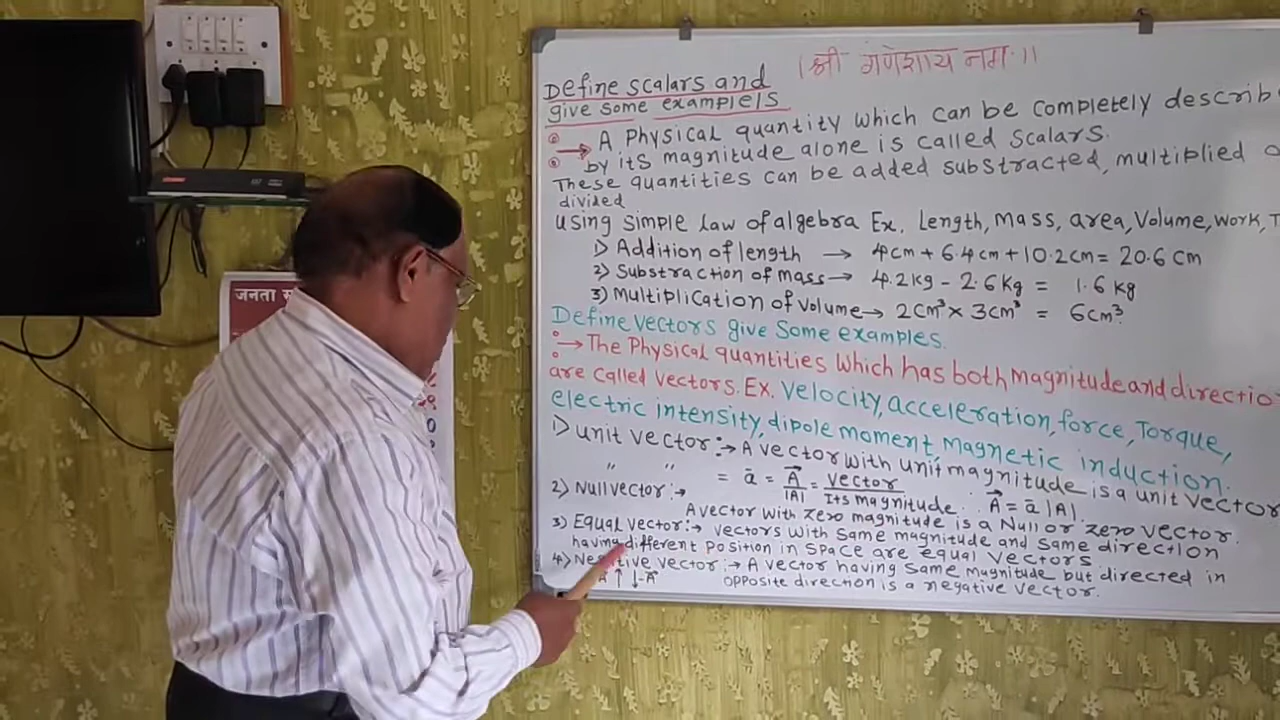 ।श्री गणेशाय नमः।।
Define Scalars and
give some examples
→ A Physical quantity which can be completely describ
by its magnitude alone is called Scalars.
These quantities can be added substracted, multiplied
divided
Using Simple law of algebra Ex. Length, mass, area, Volume, work, T
1) Addition of length → 4cm + 6.4cm + 10.2cm = 20.6 cm
2) Substraction of mass → 4.2kg - 2.6 kg = 1.6 kg
3) Multiplication of volume → 2cm³ × 3cm³ = 6cm³.
Define vectors give Some examples.
→ The Physical quantities which has both magnitude and directio
are called vectors. Ex. Velocity, acceleration, force, Torque,
electric intensity, dipole moment, Magnetic induction.
1) unit vector :→ A vector with unit magnitude is a unit vector
" " = ā = A⃗/|A| = vector/Its magnitude ∴ A⃗ = ā |A|
2) Null vector :→ A vector with zero magnitude is a Null or zero vector.
3) Equal vector :→ vectors with same magnitude and same direction
having different position in space are equal vectors
4) Negative vector :→ A vector having same magnitude but directed in
A ↑ ↓ -A⃗ opposite direction is a negative vector.
जनता